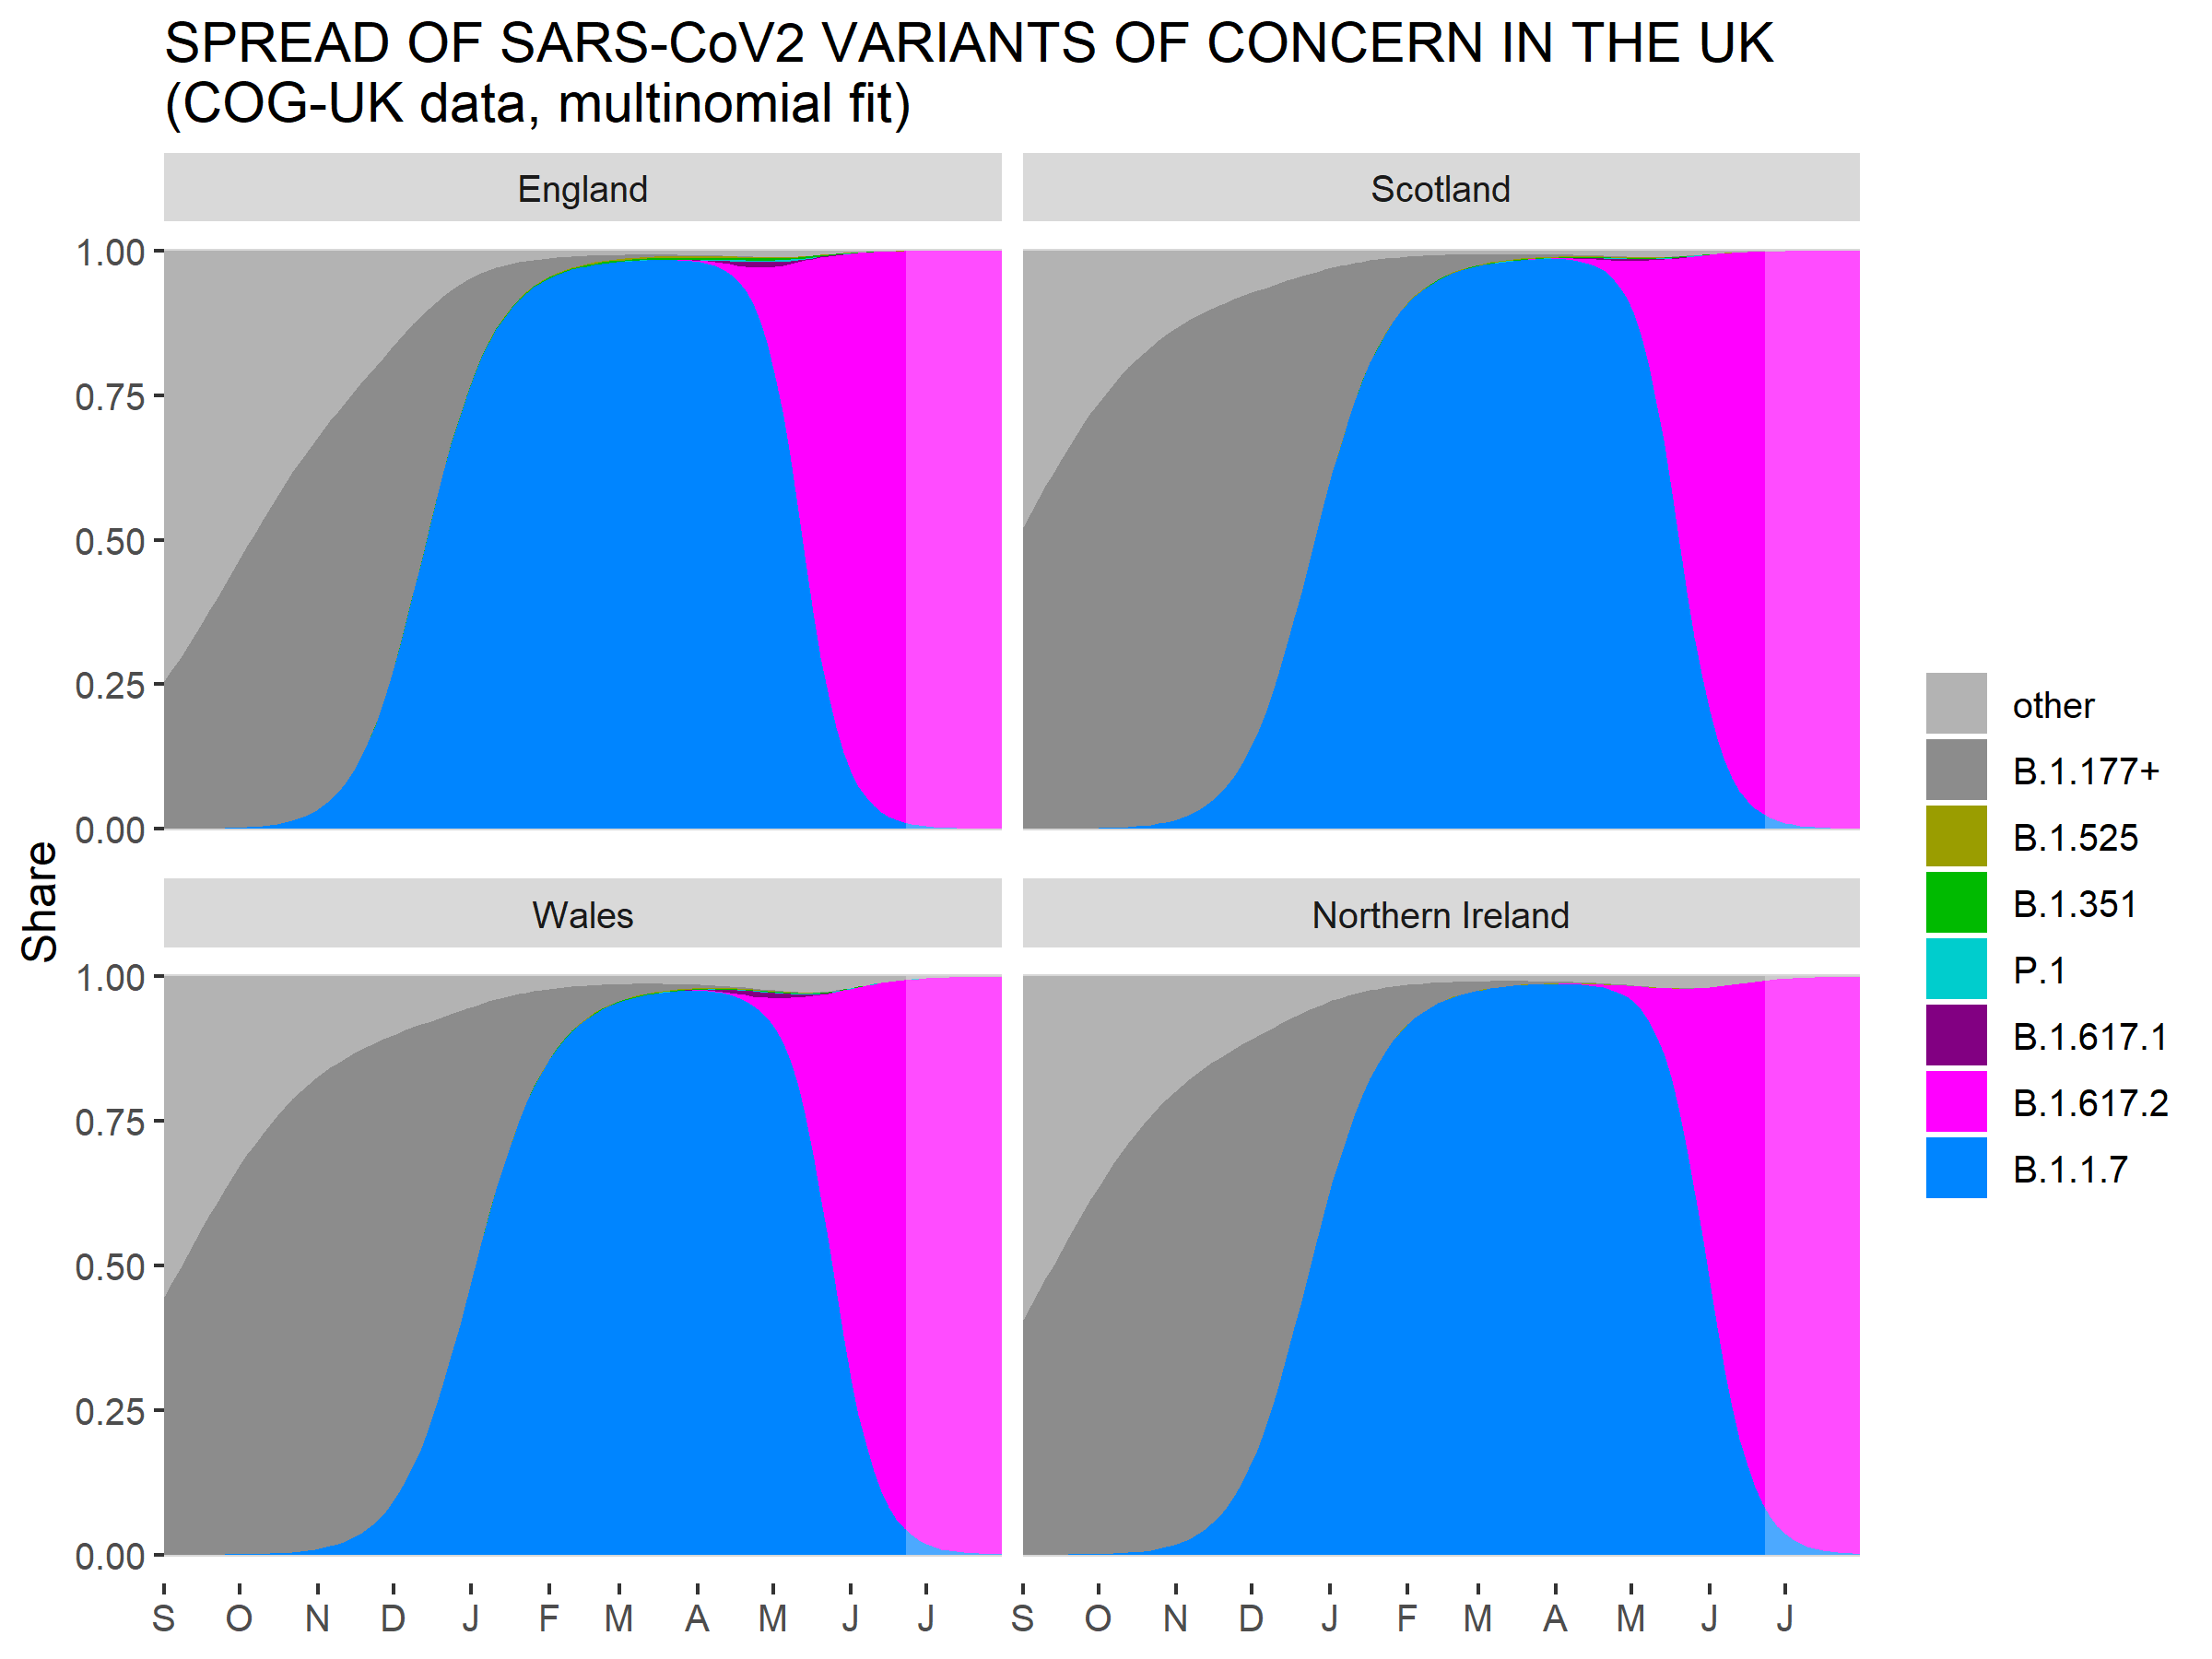 SPREAD OF SARS-CoV2 VARIANTS OF CONCERN IN THE UK
(COG-UK data, multinomial fit)
England
Scotland
1.00
0.75
0.50
0.25
0.00
Wales
Northern Ireland
1.00
0.75
0.50
0.25
0.00
Share
S O N D J F M A M J J
S O N D J F M A M J J
other
B.1.177+
B.1.525
B.1.351
P.1
B.1.617.1
B.1.617.2
B.1.1.7